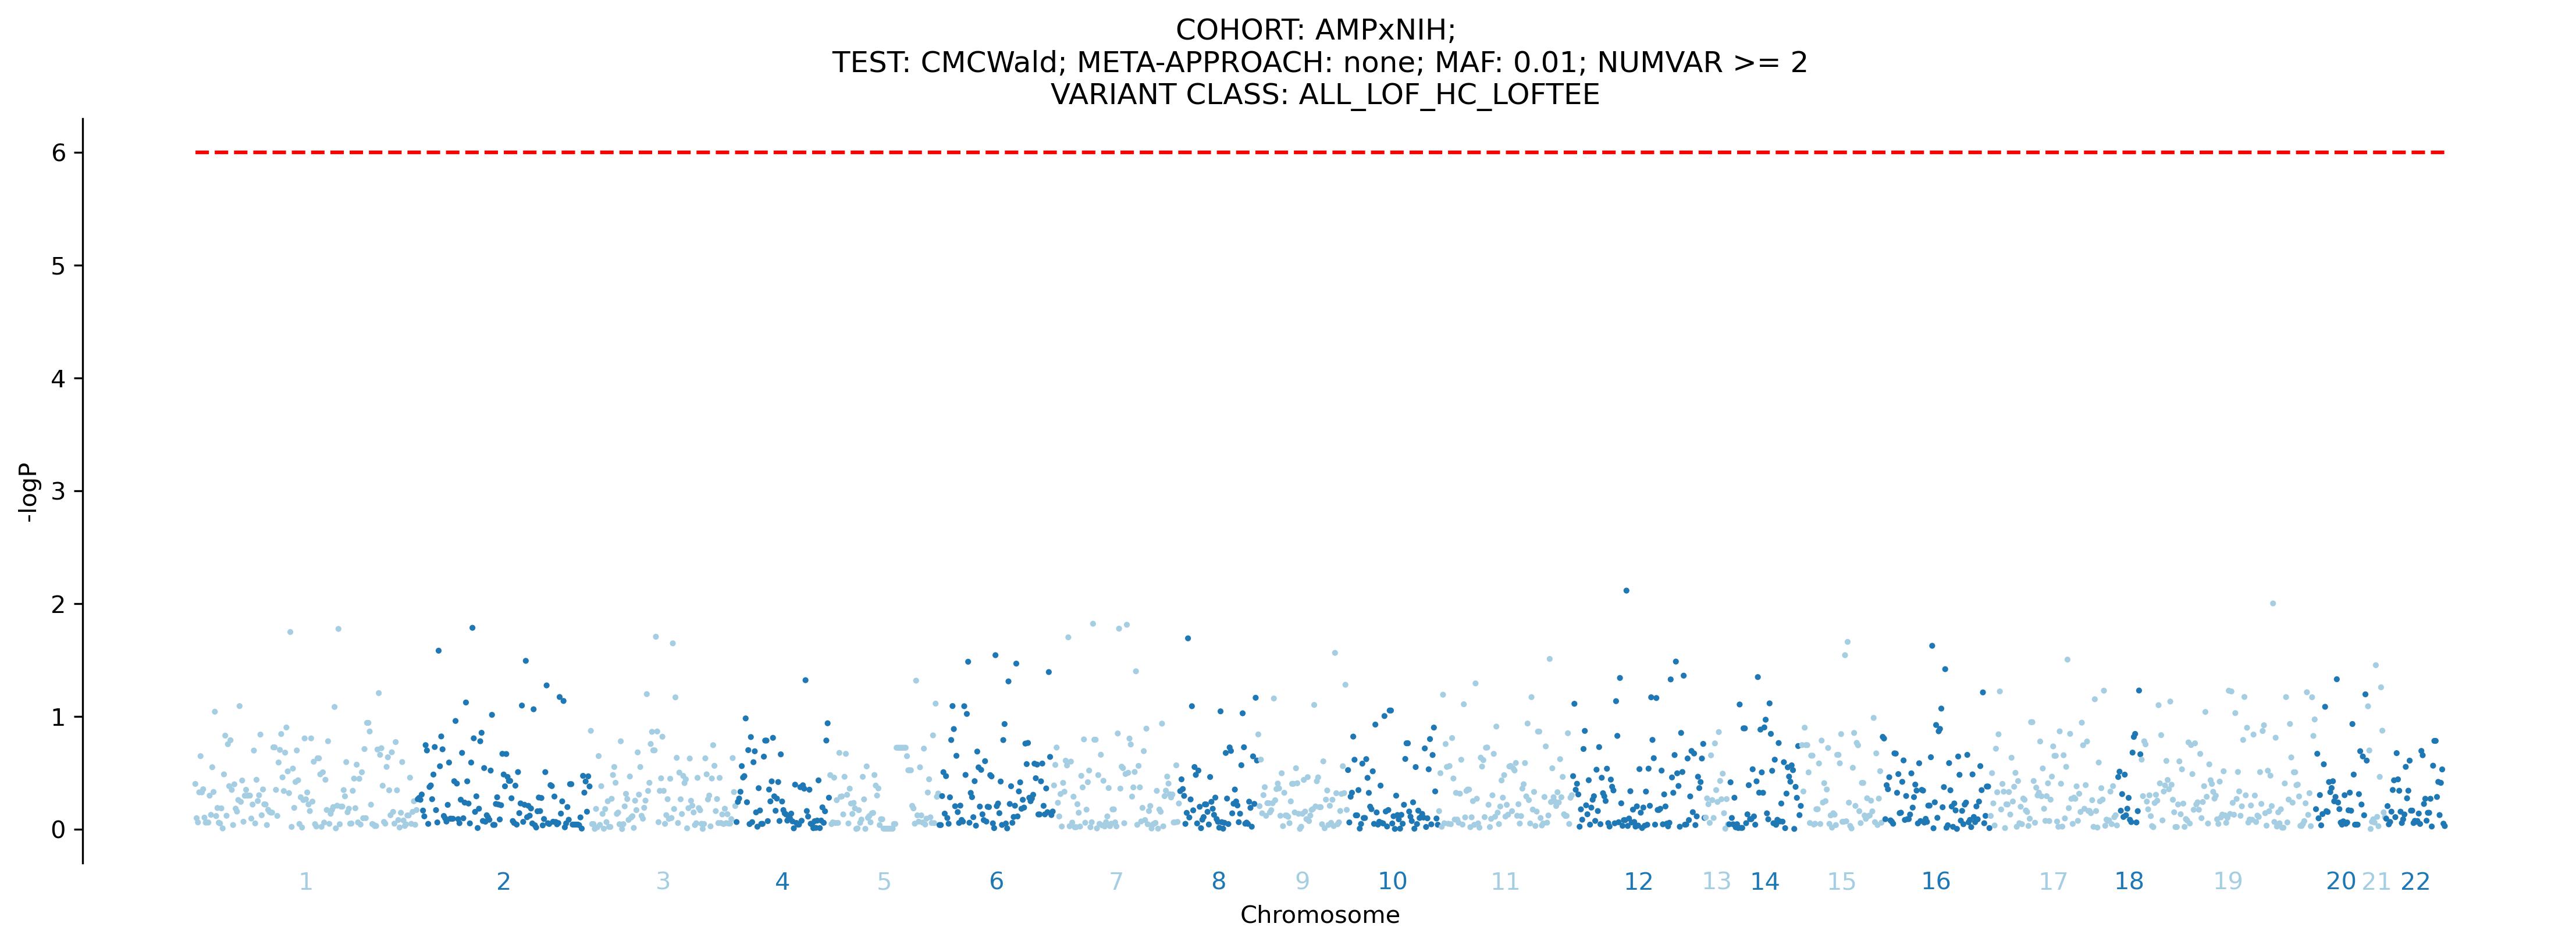 COHORT: AMPxNIH;
TEST: CMCWald; META-APPROACH: none; MAF: 0.01; NUMVAR >= 2
VARIANT CLASS: ALL_LOF_HC_LOFTEE
6
5
4
3
2
1
0
-logP
1 2 3 4 5 6 7 8 9 10 11 12 13 14 15 16 17 18 19 20 21 22
Chromosome